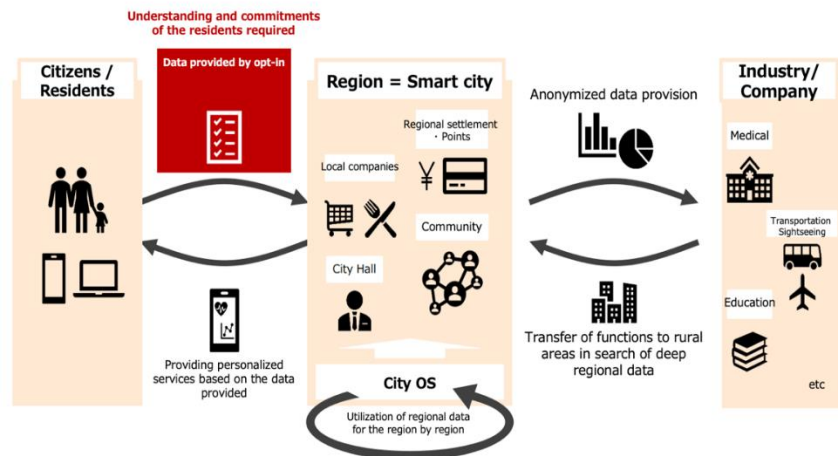 Understanding and commitments
of the residents required
Citizens /
Residents
Data provided by opt-in
Providing personalized
services based on the data
provided
Region = Smart city
Regional settlement
・Points
Local companies
¥
Community
City Hall
City OS
Utilization of regional data
for the region by region
Anonymized data provision
Transfer of functions to rural
areas in search of deep
regional data
Industry/
Company
Medical
Transportation
Sightseeing
Education
etc